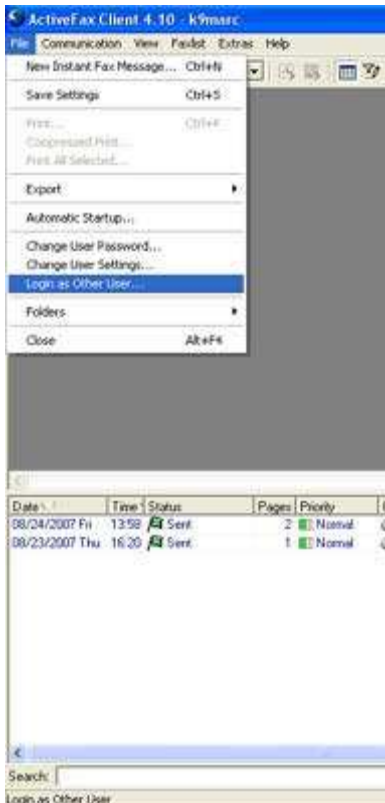 ActiveFax Client 4.10 - k9marc
File Communication View Faxlist Extras Help
New Instant Fax Message... Ctrl+N
Save Settings Ctrl+S
Print... Ctrl+P
Compressed Print...
Print All Selected...
Export
Automatic Startup...
Change User Password...
Change User Settings...
Login as Other User...
Folders
Close Alt+F4
Date Time Status Pages Priority
08/24/2007 Fri 13:58 Sent 2 Normal
08/23/2007 Thu 16:20 Sent 1 Normal
Search:
Login as Other User